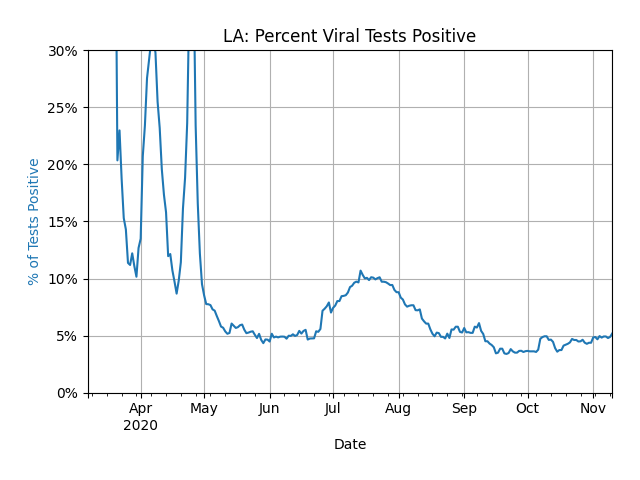 LA: Percent Viral Tests Positive
30%
25%
20%
15%
10%
5%
0%
% of Tests Positive
Apr May Jun Jul Aug Sep Oct Nov
2020
Date